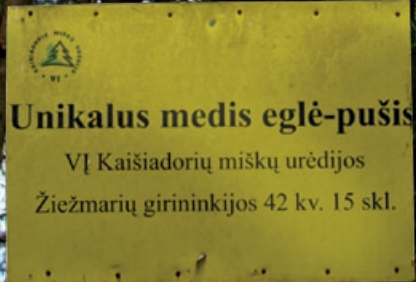 Unikalus medis eglė-pušis
VĮ Kaišiadorių miškų urėdijos
Žiežmarių girininkijos 42 kv. 15 skl.